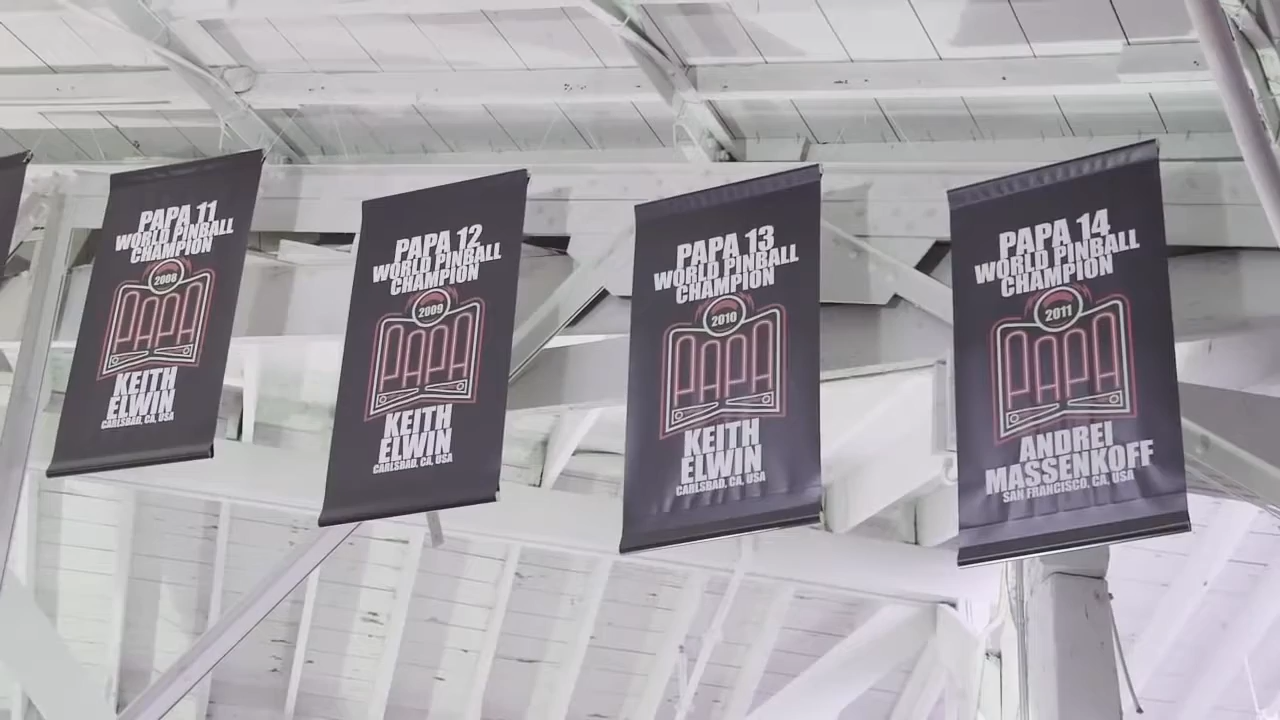 PAPA 11
WORLD PINBALL
CHAMPION
2008
PAPA
KEITH
ELWIN
CARLSBAD, CA, USA
PAPA 12
WORLD PINBALL
CHAMPION
2009
PAPA
KEITH
ELWIN
CARLSBAD, CA, USA
PAPA 13
WORLD PINBALL
CHAMPION
2010
PAPA
KEITH
ELWIN
CARLSBAD, CA, USA
PAPA 14
WORLD PINBALL
CHAMPION
2011
PAPA
ANDREI
MASSENKOFF
SAN FRANCISCO, CA, USA